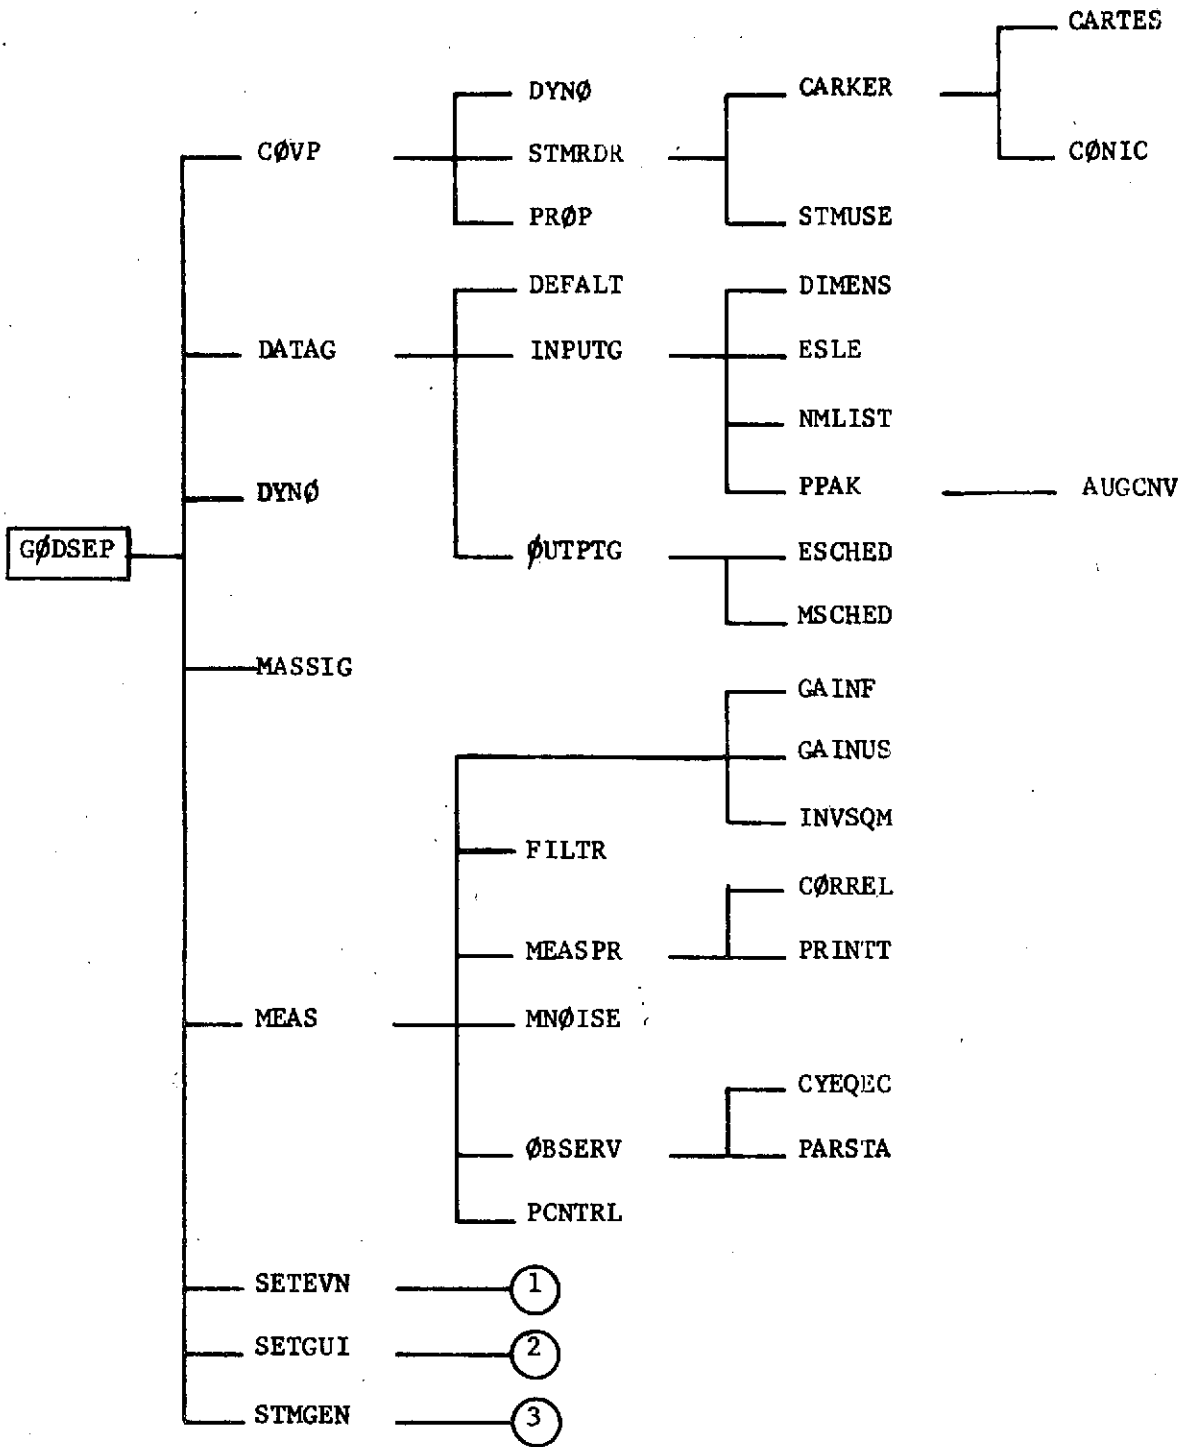 CARTES
DYNØ
CARKER
CØVP
STMRDR
CØNIC
PRØP
STMUSE
DEFALT
DIMENS
DATAG
INPUTG
ESLE
NMLIST
DYNØ
PPAK
AUGCNV
GØDSEP
ØUTPTG
ESCHED
MSCHED
MASSIG
GAINF
GAINUS
INVSQM
FILTR
CØRREL
MEASPR
PRINTT
MEAS
MNØISE
CYEQEC
ØBSERV
PARSTA
PCNTRL
SETEVN
1
SETGUI
2
STMGEN
3